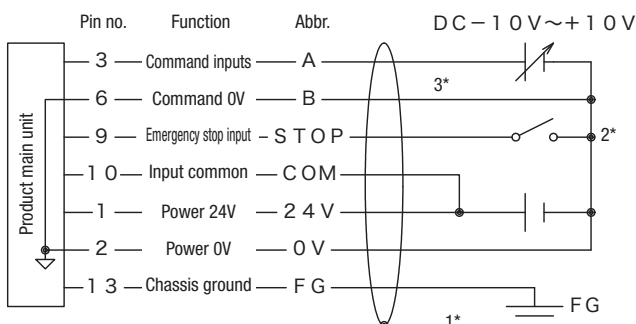 Pin no. Function Abbr. DC－10V～＋10V
3 Command inputs A
3*
6 Command 0V B
9 Emergency stop input STOP 2*
10 Input common COM
1 Power 24V 24V
2 Power 0V 0V
13 Chassis ground FG
FG
1*
Product main unit